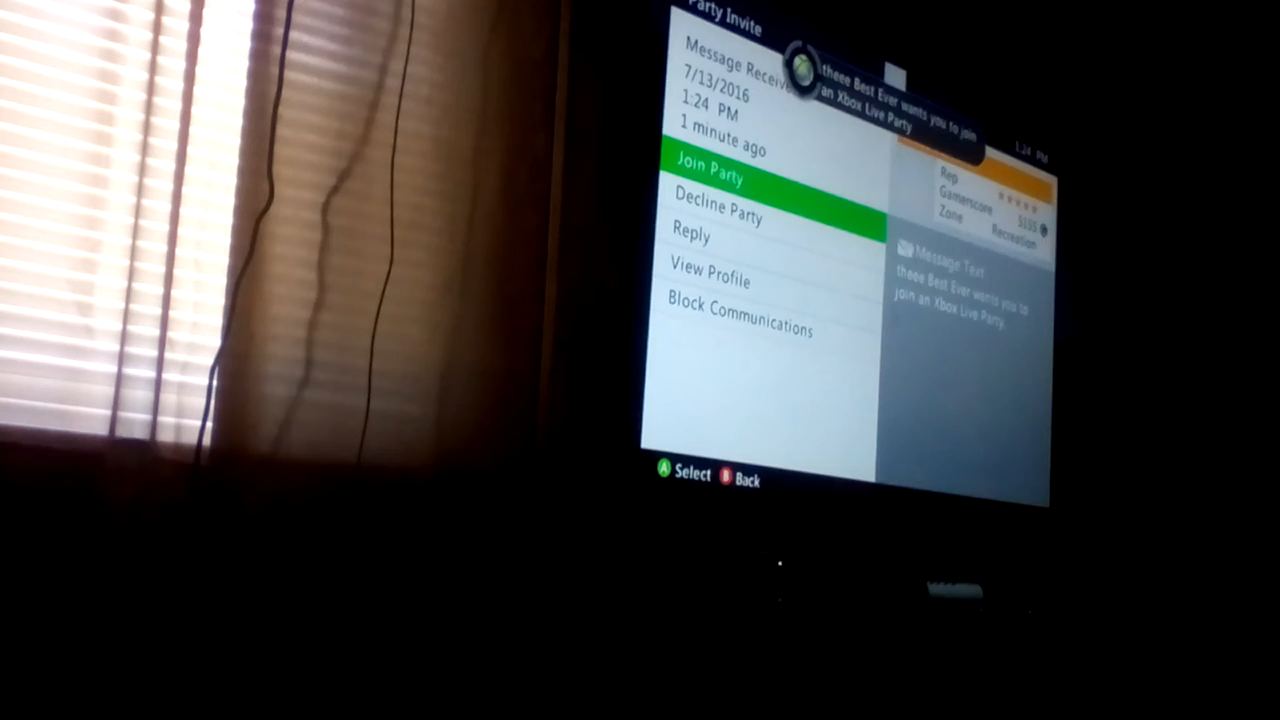 Party Invite
Message Receive
7/13/2016
1:24 PM
1 minute ago
Join Party
Decline Party
Reply
View Profile
Block Communications
A Select B Back
theee Best Ever wants you to join
an Xbox Live Party
1:24 PM
Rep
Gamerscore 5155
Zone Recreation
Message Text
theee Best Ever wants you to
join an Xbox Live Party.